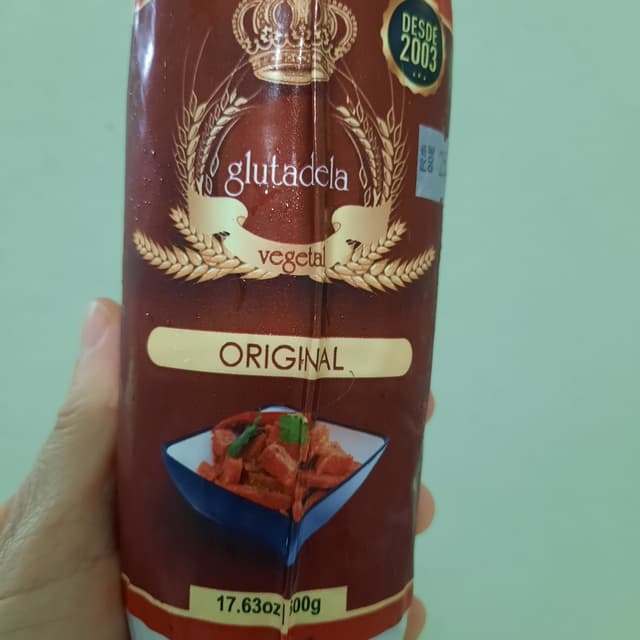 DESDE
2003
glutadela
vegetal
ORIGINAL
17.63oz